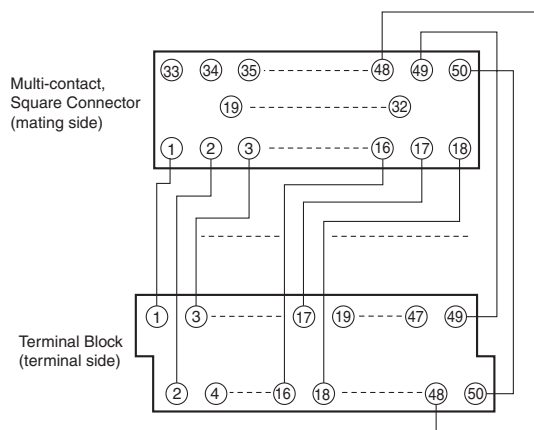 33 34 35 48 49 50
Multi-contact,
Square Connector
(mating side)
19 32
1 2 3 16 17 18
1 3 17 19 47 49
Terminal Block
(terminal side)
2 4 16 18 48 50